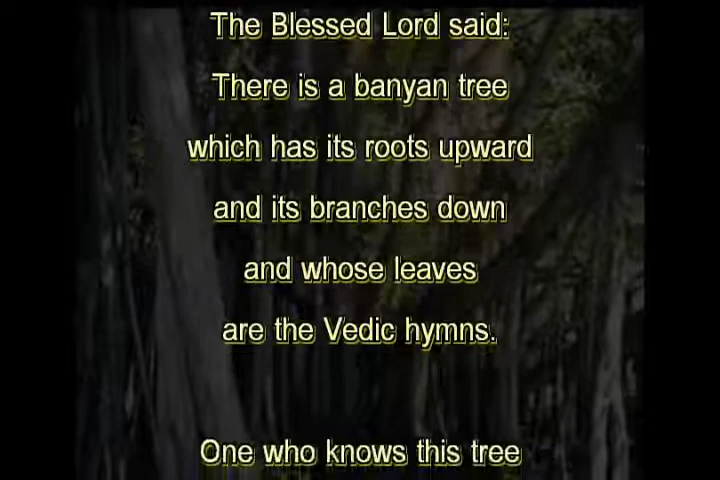 The Blessed Lord said:
There is a banyan tree
which has its roots upward
and its branches down
and whose leaves
are the Vedic hymns.
One who knows this tree